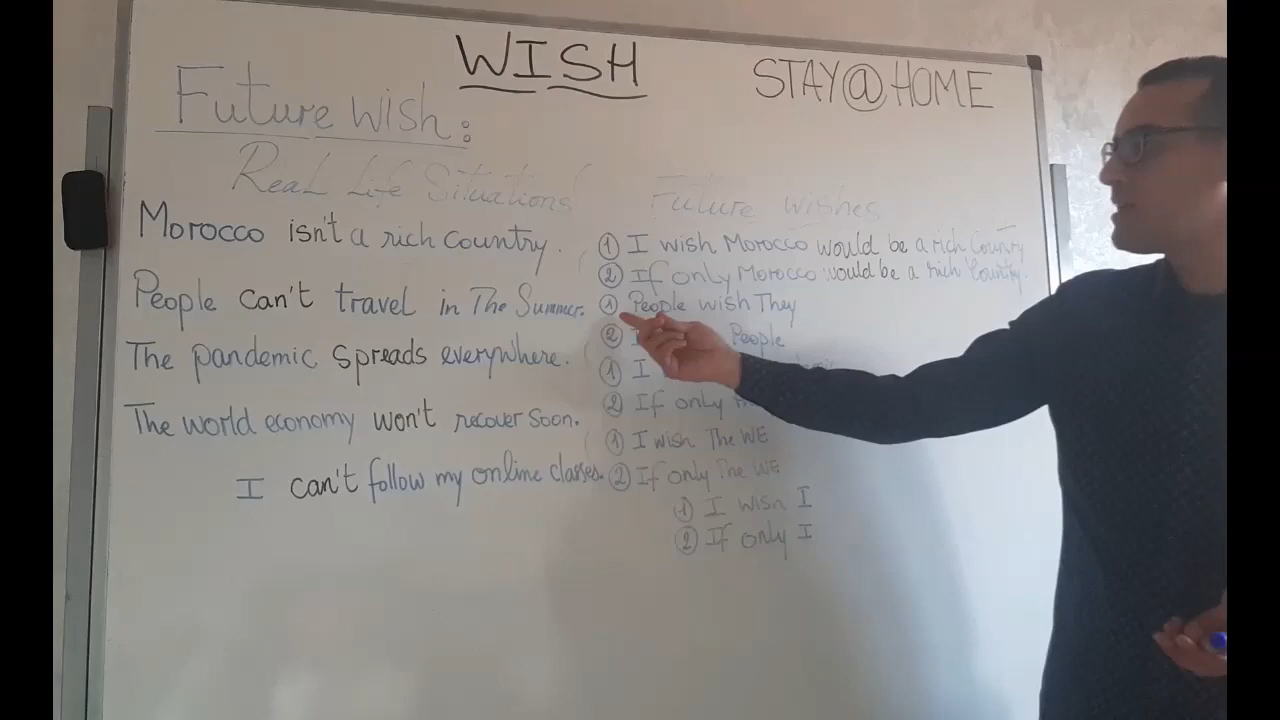 WISH
STAY@HOME
Future wish:
Real Life Situations
Morocco isn't a rich country.
People can't travel in The Summer.
The pandemic spreads everywhere.
The world economy won't recover soon.
I can't follow my online classes.
Future Wishes
① I wish Morocco would be a rich Country
② If only Morocco would be a rich Country.
① People wish They
② People
① I
② If only
① I wish The WE
② If only The WE
① I wish I
② If only I